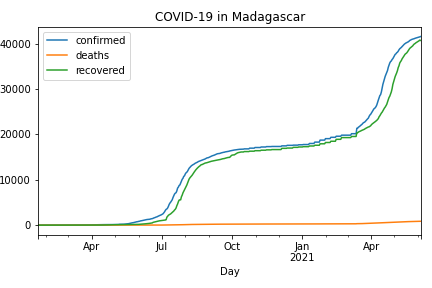 COVID-19 in Madagascar
confirmed
deaths
recovered
40000
30000
20000
10000
0
Apr Jul Oct Jan Apr
2021
Day